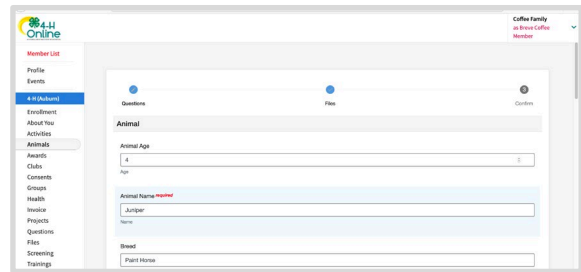 4-H
Online
Coffee Family
as Breve Coffee
Member
Member List
Profile
Events
4-H (Auburn)
Enrollment
About You
Activities
Animals
Awards
Clubs
Consents
Groups
Health
Invoice
Projects
Questions
Files
Screening
Trainings
Questions
Files
3
Confirm
Animal
Animal Age
4
Age
Animal Name required
Juniper
Name
Breed
Paint Horse